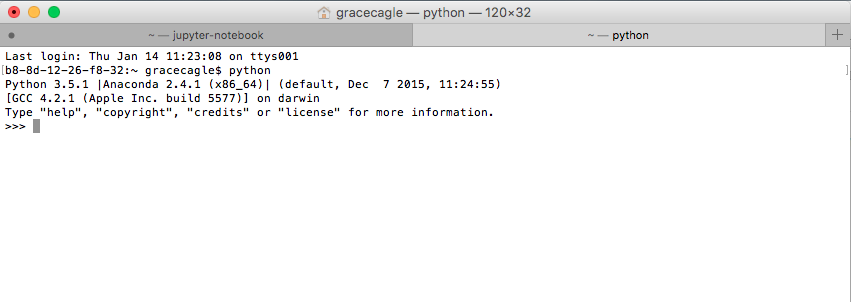 gracecagle — python — 120×32
~ — jupyter-notebook
~ — python
Last login: Thu Jan 14 11:23:08 on ttys001
[b8-8d-12-26-f8-32:~ gracecagle$ python ]
Python 3.5.1 |Anaconda 2.4.1 (x86_64)| (default, Dec  7 2015, 11:24:55)
[GCC 4.2.1 (Apple Inc. build 5577)] on darwin
Type "help", "copyright", "credits" or "license" for more information.
>>>